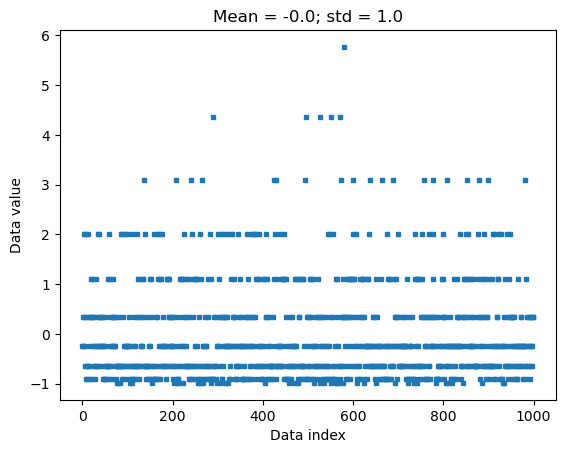 Mean = -0.0; std = 1.0
6
5
4
3
2
1
0
−1
Data value
0 200 400 600 800 1000
Data index